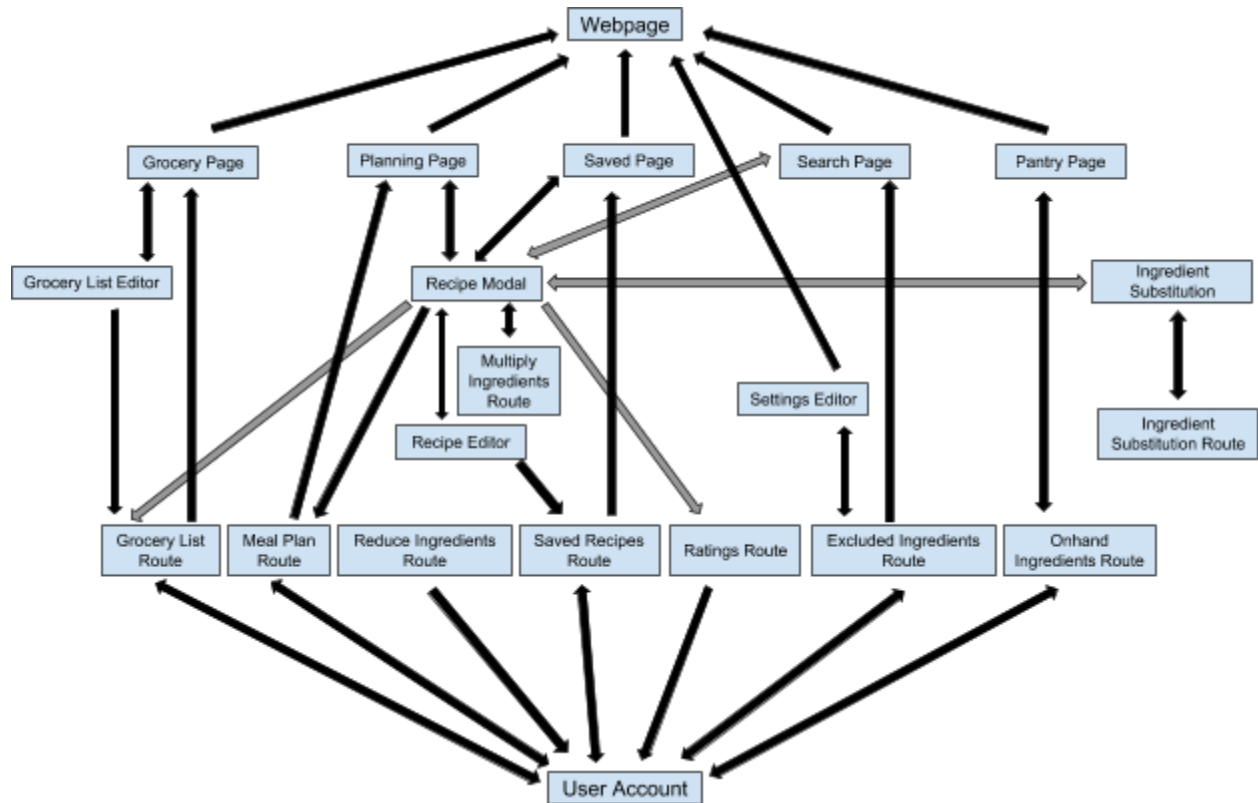 Webpage
Grocery Page
Planning Page
Saved Page
Search Page
Pantry Page
Grocery List Editor
Recipe Modal
Ingredient
Substitution
Multiply
Ingredients
Route
Settings Editor
Recipe Editor
Ingredient
Substitution Route
Grocery List
Route
Meal Plan
Route
Reduce Ingredients
Route
Saved Recipes
Route
Ratings Route
Excluded Ingredients
Route
Onhand
Ingredients Route
User Account